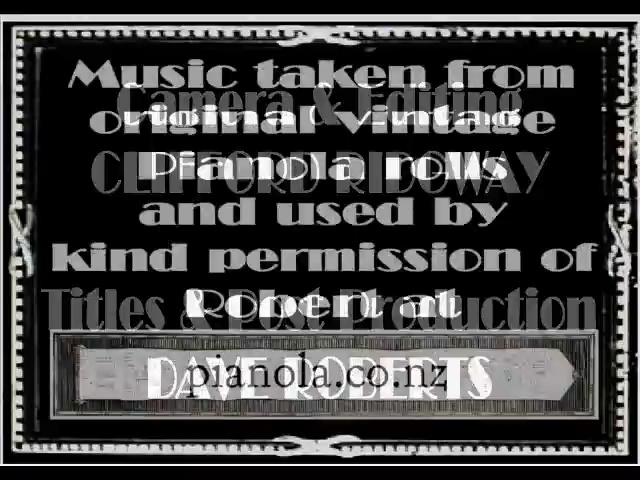 Music taken from
Camera & Editing
original vintage
Pianola rolls
CLIFFORD RIDGWAY
and used by
kind permission of
Titles & Post Production
Robert at
DAVE ROBERTS
pianola.co.nz